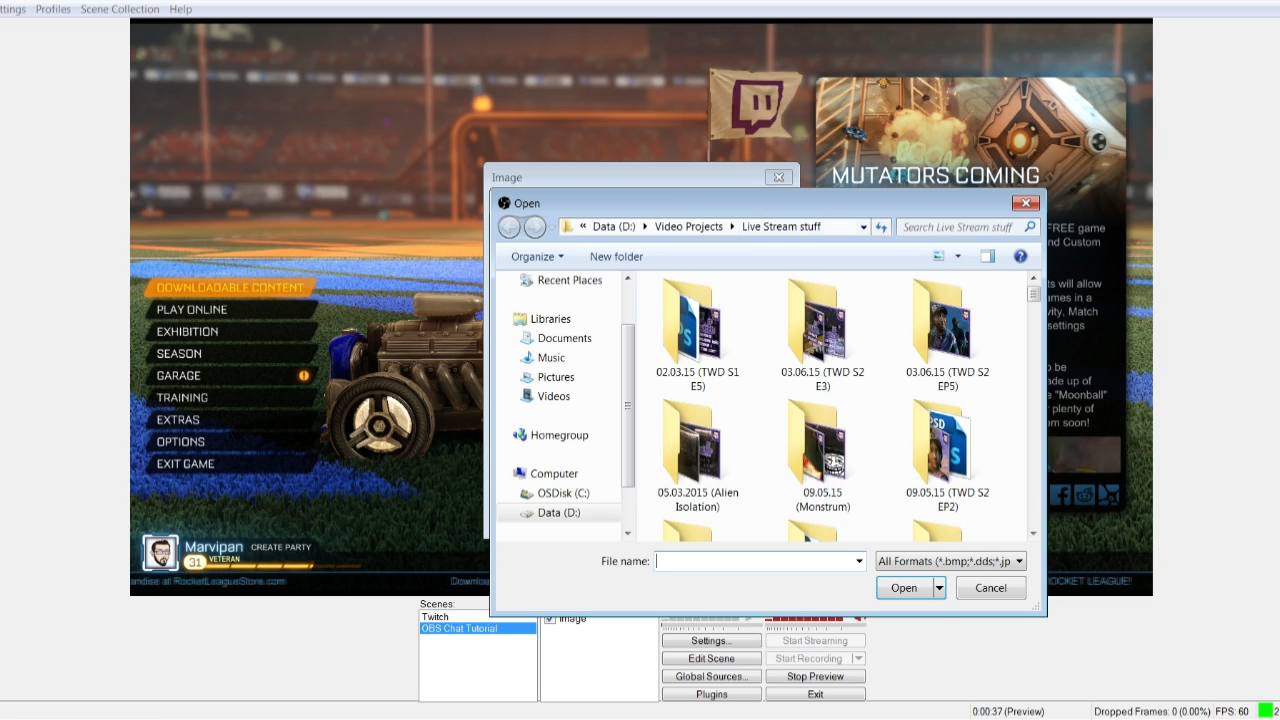 ttings Profiles Scene Collection Help
MUTATORS COMING
Image
Open
« Data (D:) Video Projects Live Stream stuff
Search Live Stream stuff
Organize New folder
FREE game
nd Custom
ts will allow
ames in a
vity, Match
settings
o be
ade up of
e "Moonball"
plenty of
m soon!
DOWNLOADABLE CONTENT
PLAY ONLINE
EXHIBITION
SEASON
GARAGE
TRAINING
EXTRAS
OPTIONS
EXIT GAME
Recent Places
Libraries
Documents
Music
Pictures
Videos
Homegroup
Computer
OSDisk (C:)
Data (D:)
02.03.15 (TWD S1
E5)
03.06.15 (TWD S2
E3)
03.06.15 (TWD S2
EP5)
05.03.2015 (Alien
Isolation)
09.05.15
(Monstrum)
09.05.15 (TWD S2
EP2)
File name:
All Formats (*.bmp;*.dds;*.jp
Open
Cancel
Marvipan CREATE PARTY
31 VETERAN
andise at RocketLeagueStore.com
Downlo
ROCKET LEAGUE!
Scenes:
Twitch
OBS Chat Tutorial
Image
Settings...
Start Streaming
Edit Scene
Start Recording
Global Sources...
Stop Preview
Plugins
Exit
0:00:37 (Preview)
Dropped Frames: 0 (0.00%) FPS: 60
2